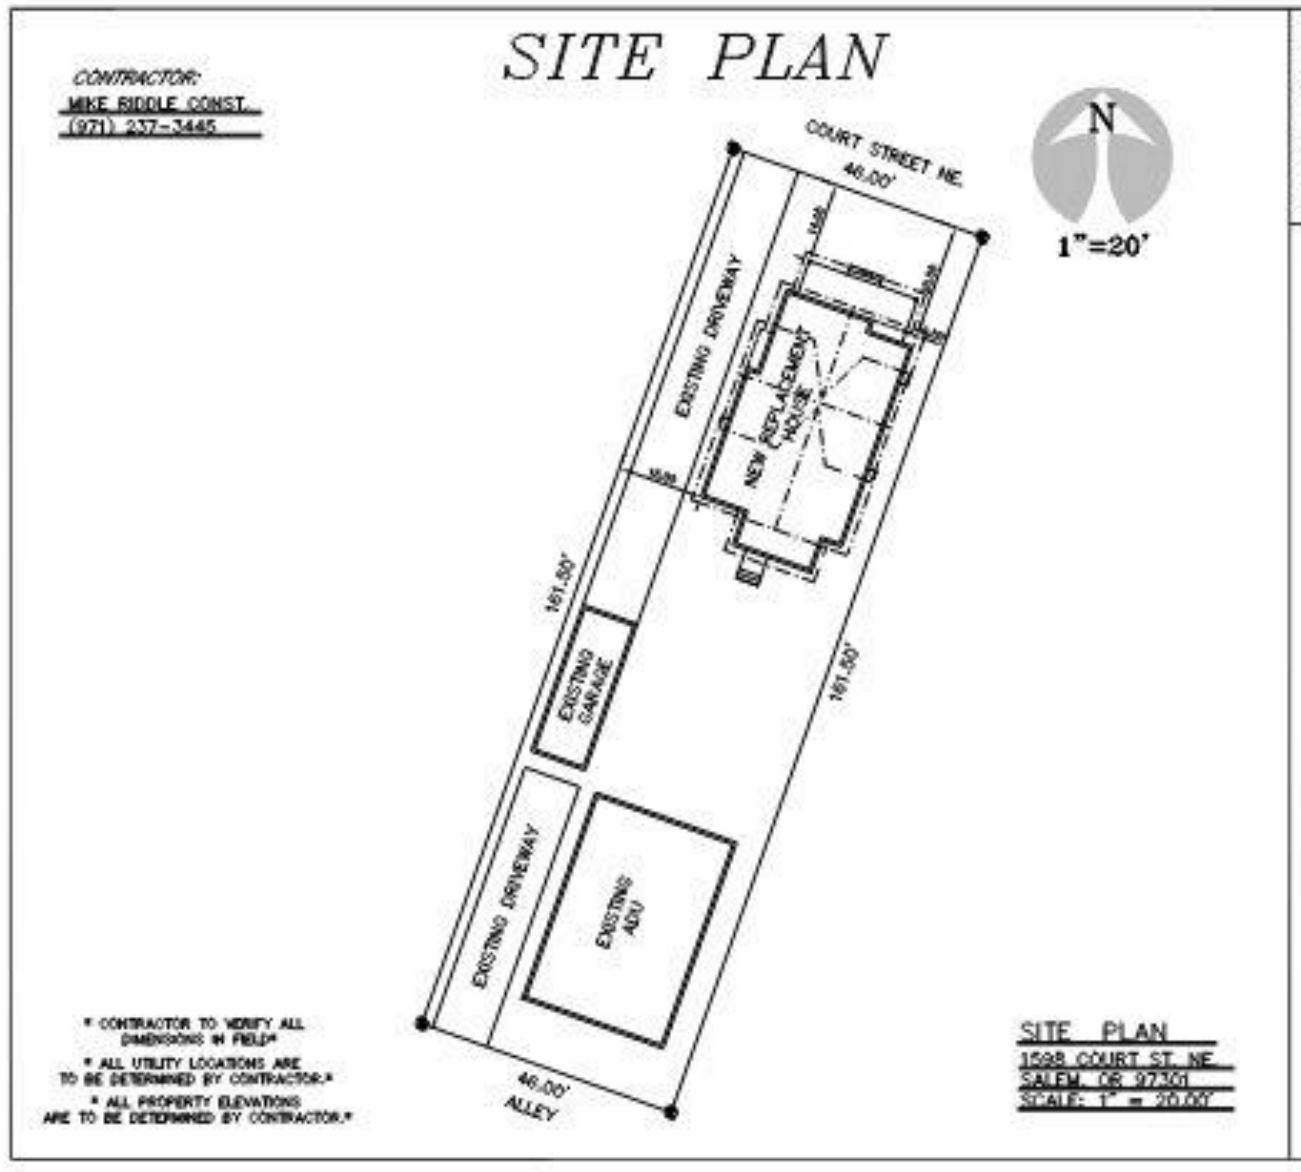 SITE PLAN
CONTRACTOR:
MIKE RIDDLE CONST.
(971) 237-3445
N
1"=20'
COURT STREET NE.
46.00'
EXISTING DRIVEWAY
NEW REPLACEMENT
HOUSE
161.50'
161.50'
EXISTING
GARAGE
EXISTING DRIVEWAY
EXISTING
ADU
46.00'
ALLEY
* CONTRACTOR TO VERIFY ALL
DIMENSIONS IN FIELD*
* ALL UTILITY LOCATIONS ARE
TO BE DETERMINED BY CONTRACTOR.*
* ALL PROPERTY ELEVATIONS
ARE TO BE DETERMINED BY CONTRACTOR.*
SITE PLAN
1598 COURT ST. NE.
SALEM, OR 97301
SCALE: 1" = 20.00'